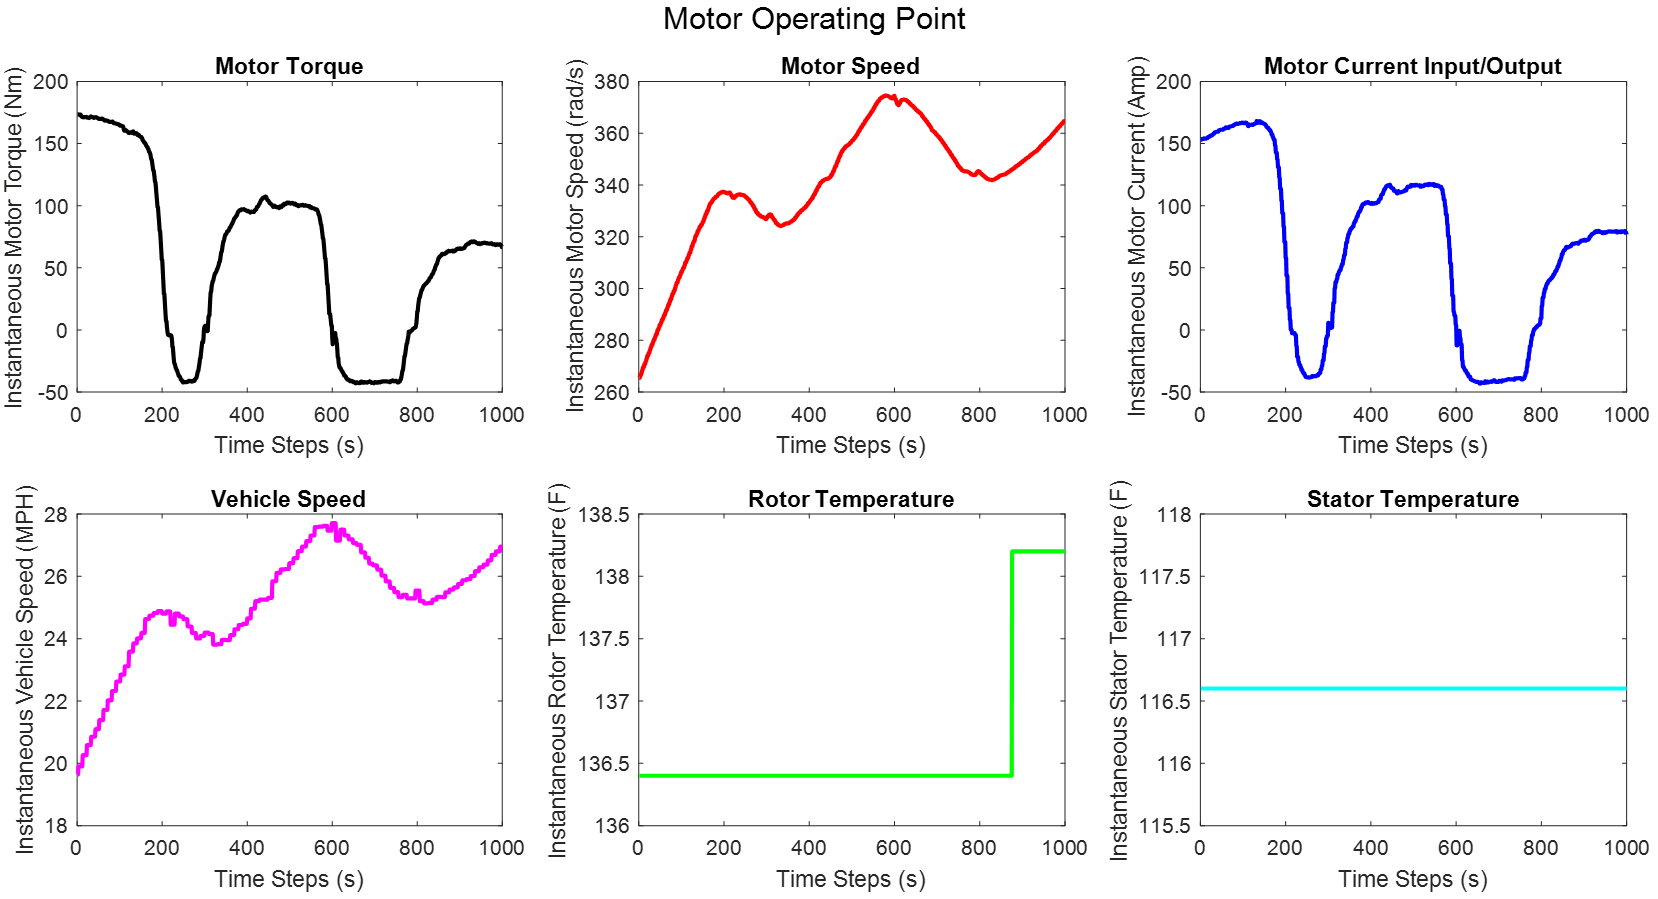 Motor Operating Point
Motor Torque
Instantaneous Motor Torque (Nm)
200
150
100
50
0
-50
0 200 400 600 800 1000
Time Steps (s)
Motor Speed
Instantaneous Motor Speed (rad/s)
380
360
340
320
300
280
260
0 200 400 600 800 1000
Time Steps (s)
Motor Current Input/Output
Instantaneous Motor Current (Amp)
200
150
100
50
0
-50
0 200 400 600 800 1000
Time Steps (s)
Vehicle Speed
Instantaneous Vehicle Speed (MPH)
28
26
24
22
20
18
0 200 400 600 800 1000
Time Steps (s)
Rotor Temperature
Instantaneous Rotor Temperature (F)
138.5
138
137.5
137
136.5
136
0 200 400 600 800 1000
Time Steps (s)
Stator Temperature
Instantaneous Stator Temperature (F)
118
117.5
117
116.5
116
115.5
0 200 400 600 800 1000
Time Steps (s)